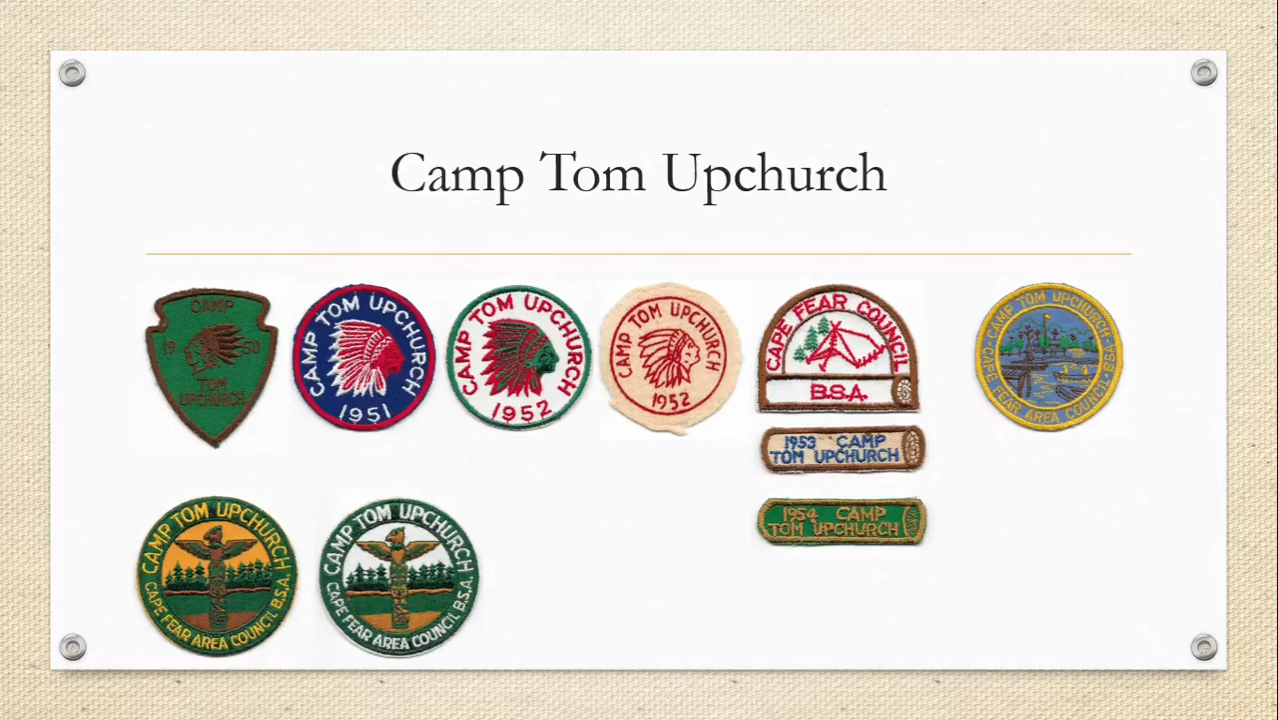 Camp Tom Upchurch
CAMP
19 50
TOM
UPCHURCH
CAMP TOM UPCHURCH
1951
CAMP TOM UPCHURCH
1952
CAMP TOM UPCHURCH
1952
CAPE FEAR COUNCIL
B.S.A.
1953 CAMP
TOM UPCHURCH
1954 CAMP
TOM UPCHURCH
CAMP TOM UPCHURCH
CAPE FEAR AREA COUNCIL B.S.A.
CAMP TOM UPCHURCH
CAPE FEAR AREA COUNCIL B.S.A.
CAMP TOM UPCHURCH
CAPE FEAR AREA COUNCIL B.S.A.